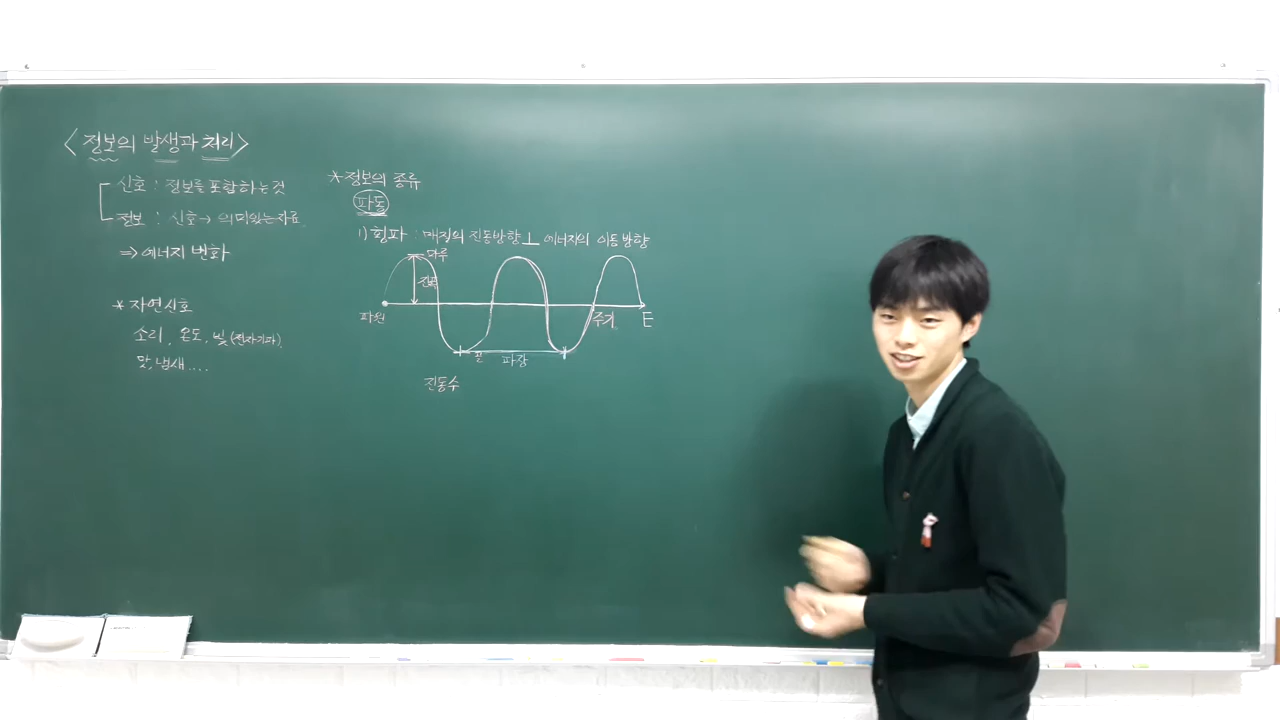 <정보의 발생과 처리>
신호 : 정보를 포함하는 것
정보 : 신호 → 의미있는 자료
⇒ 에너지 변화
* 자연신호
소리, 온도, 빛 (전자기파)
맛, 냄새....
* 정보의 종류
파동
1) 횡파 : 매질의 진동방향 ⊥ 에너지의 이동방향
마루
진폭
파원
주기
E
골
파장
진동수